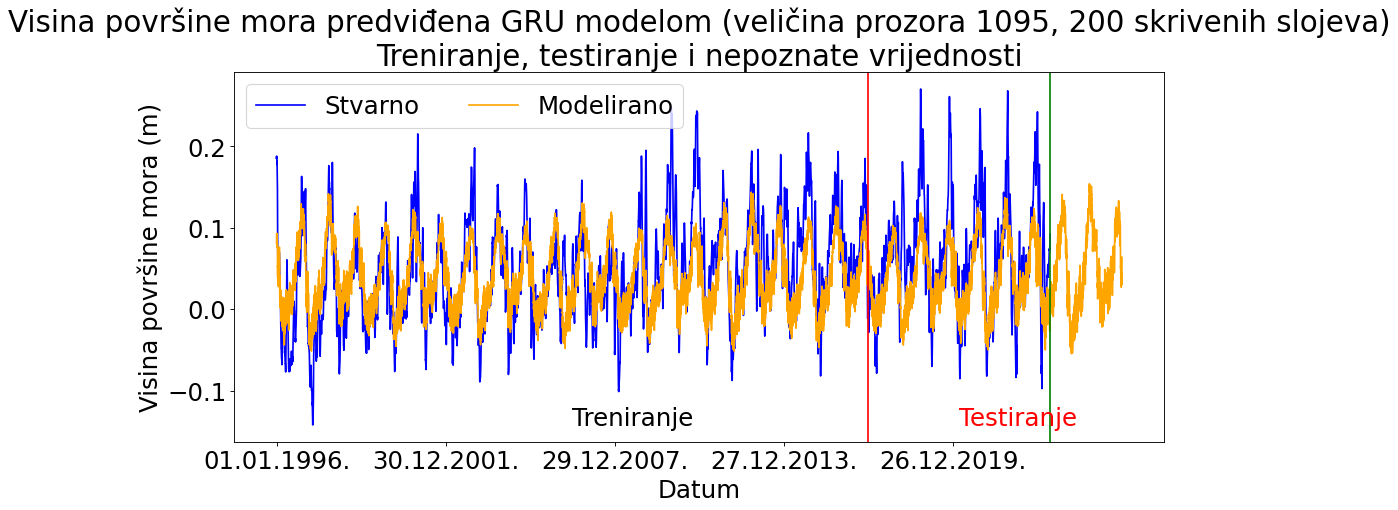 Visina površine mora predviđena GRU modelom (veličina prozora 1095, 200 skrivenih slojeva)
Treniranje, testiranje i nepoznate vrijednosti
Stvarno Modelirano
Visina površine mora (m)
0.2
0.1
0.0
−0.1
Treniranje Testiranje
01.01.1996. 30.12.2001. 29.12.2007. 27.12.2013. 26.12.2019.
Datum